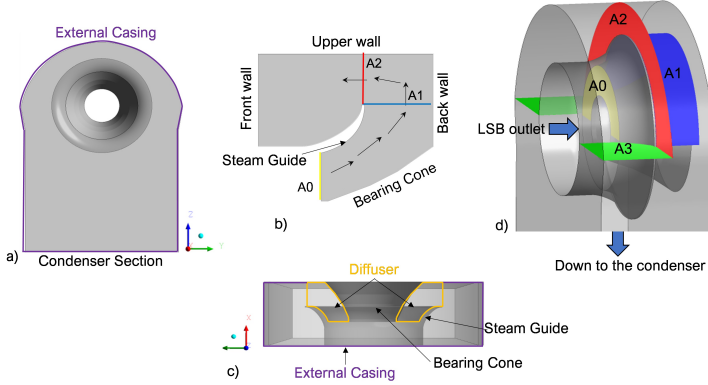 External Casing
Z
Y
a)
Condenser Section
Upper wall
A2
Front wall
A1
Back wall
Steam Guide
A0
Bearing Cone
b)
A2
A1
A0
LSB outlet
A3
d)
Down to the condenser
Diffuser
X
Steam Guide
Bearing Cone
c)
External Casing